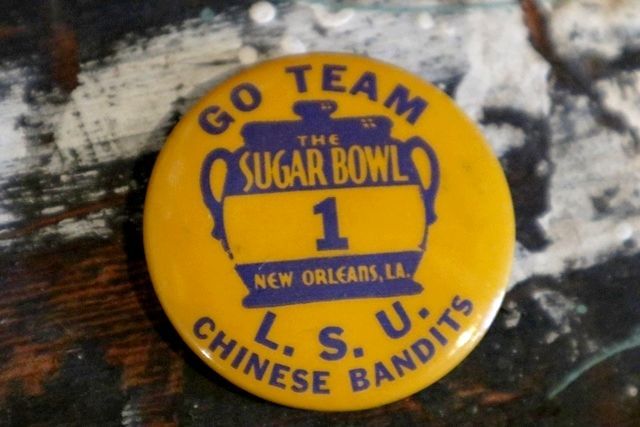 GO TEAM
THE
SUGAR BOWL
1
NEW ORLEANS, LA.
L. S. U.
CHINESE BANDITS